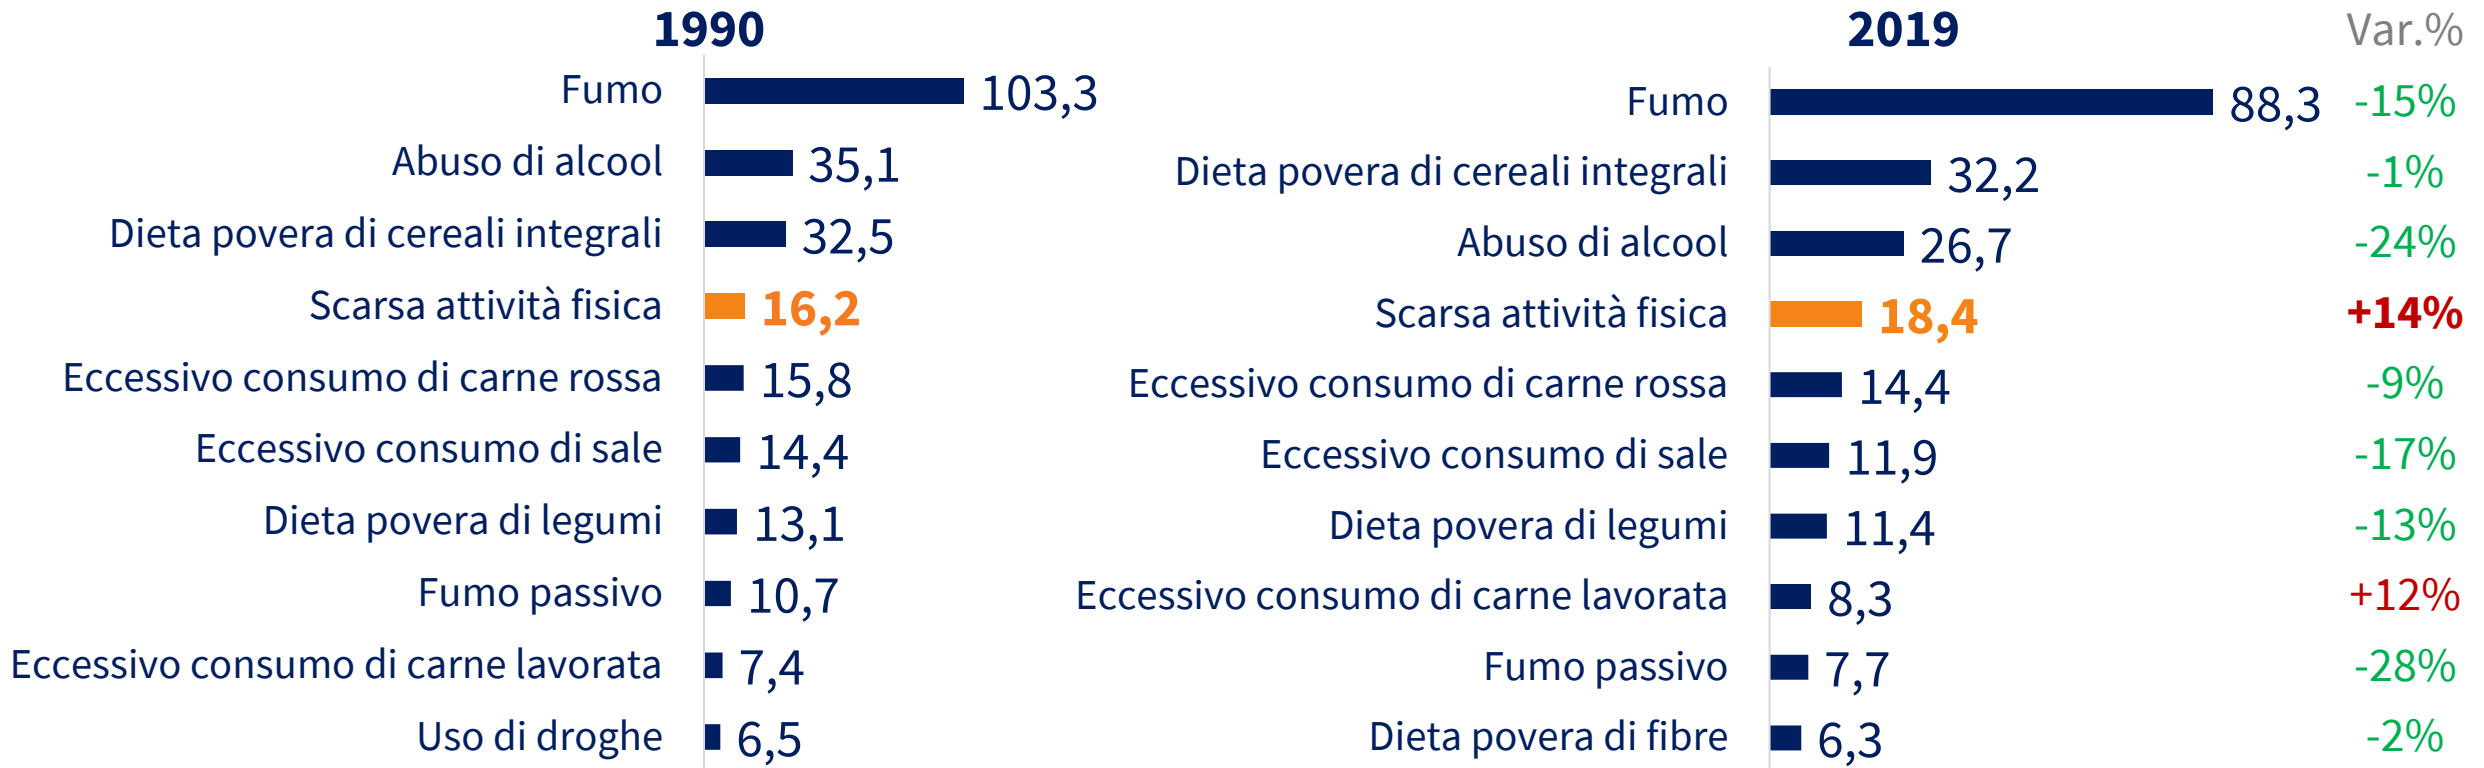 1990
Fumo 103,3
Abuso di alcool 35,1
Dieta povera di cereali integrali 32,5
Scarsa attività fisica 16,2
Eccessivo consumo di carne rossa 15,8
Eccessivo consumo di sale 14,4
Dieta povera di legumi 13,1
Fumo passivo 10,7
Eccessivo consumo di carne lavorata 7,4
Uso di droghe 6,5
2019 Var.%
Fumo 88,3 -15%
Dieta povera di cereali integrali 32,2 -1%
Abuso di alcool 26,7 -24%
Scarsa attività fisica 18,4 +14%
Eccessivo consumo di carne rossa 14,4 -9%
Eccessivo consumo di sale 11,9 -17%
Dieta povera di legumi 11,4 -13%
Eccessivo consumo di carne lavorata 8,3 +12%
Fumo passivo 7,7 -28%
Dieta povera di fibre 6,3 -2%